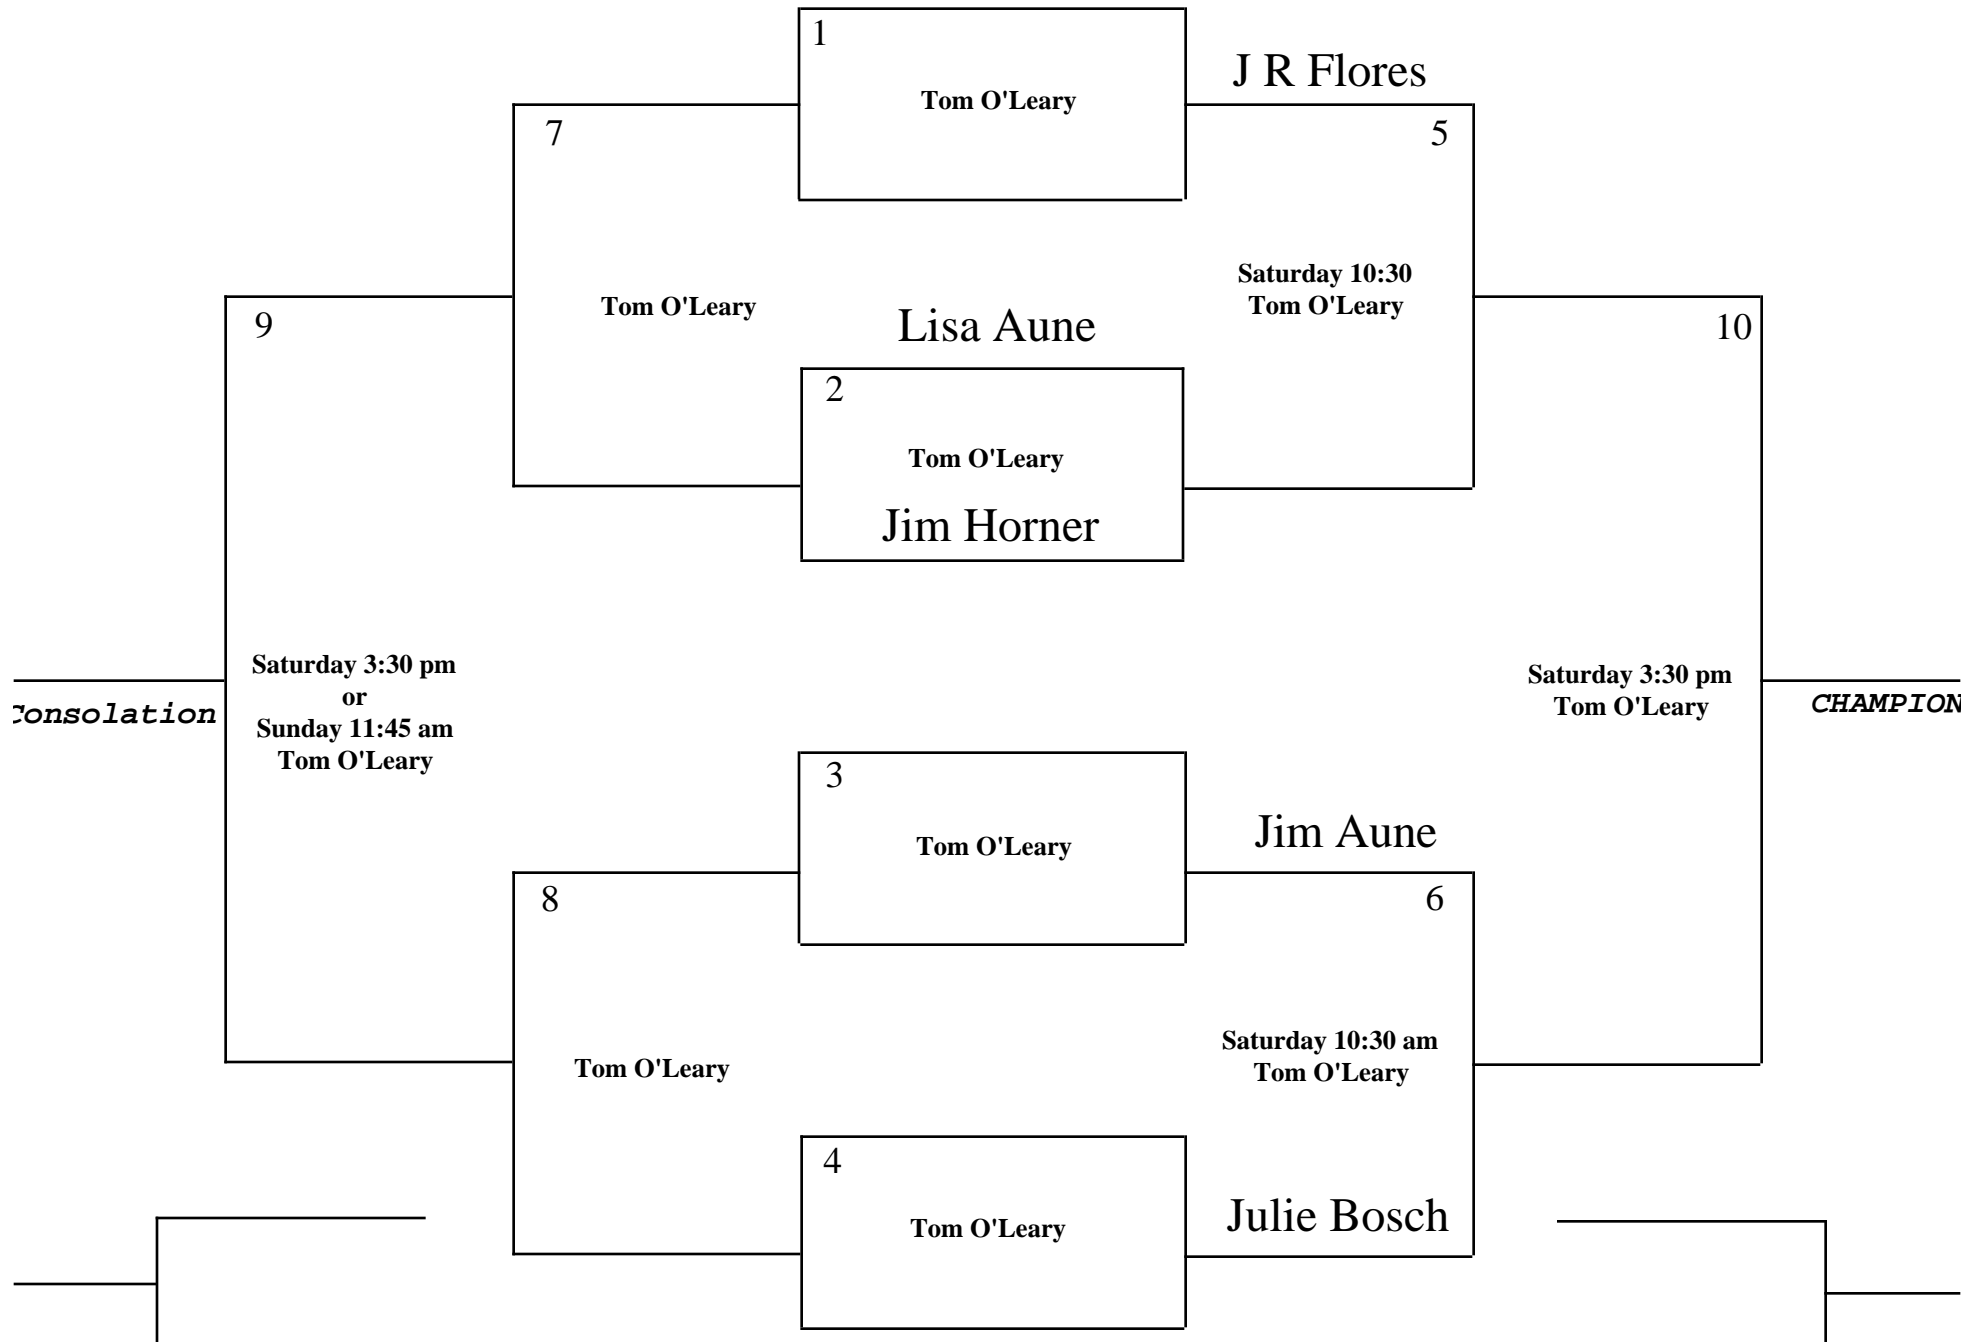 1
J R Flores
Tom O'Leary
7
5
Saturday 10:30
Tom O'Leary
Tom O'Leary
9
Lisa Aune
10
2
Tom O'Leary
Jim Horner
Saturday 3:30 pm
or
Sunday 11:45 am
Tom O'Leary
Consolation
Saturday 3:30 pm
Tom O'Leary
CHAMPION
3
Tom O'Leary
Jim Aune
8
6
Saturday 10:30 am
Tom O'Leary
Tom O'Leary
4
Tom O'Leary
Julie Bosch